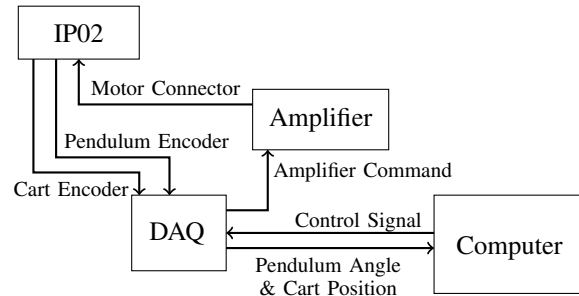 IP02
Motor Connector
Amplifier
Pendulum Encoder
Amplifier Command
Cart Encoder
DAQ
Control Signal
Computer
Pendulum Angle
& Cart Position